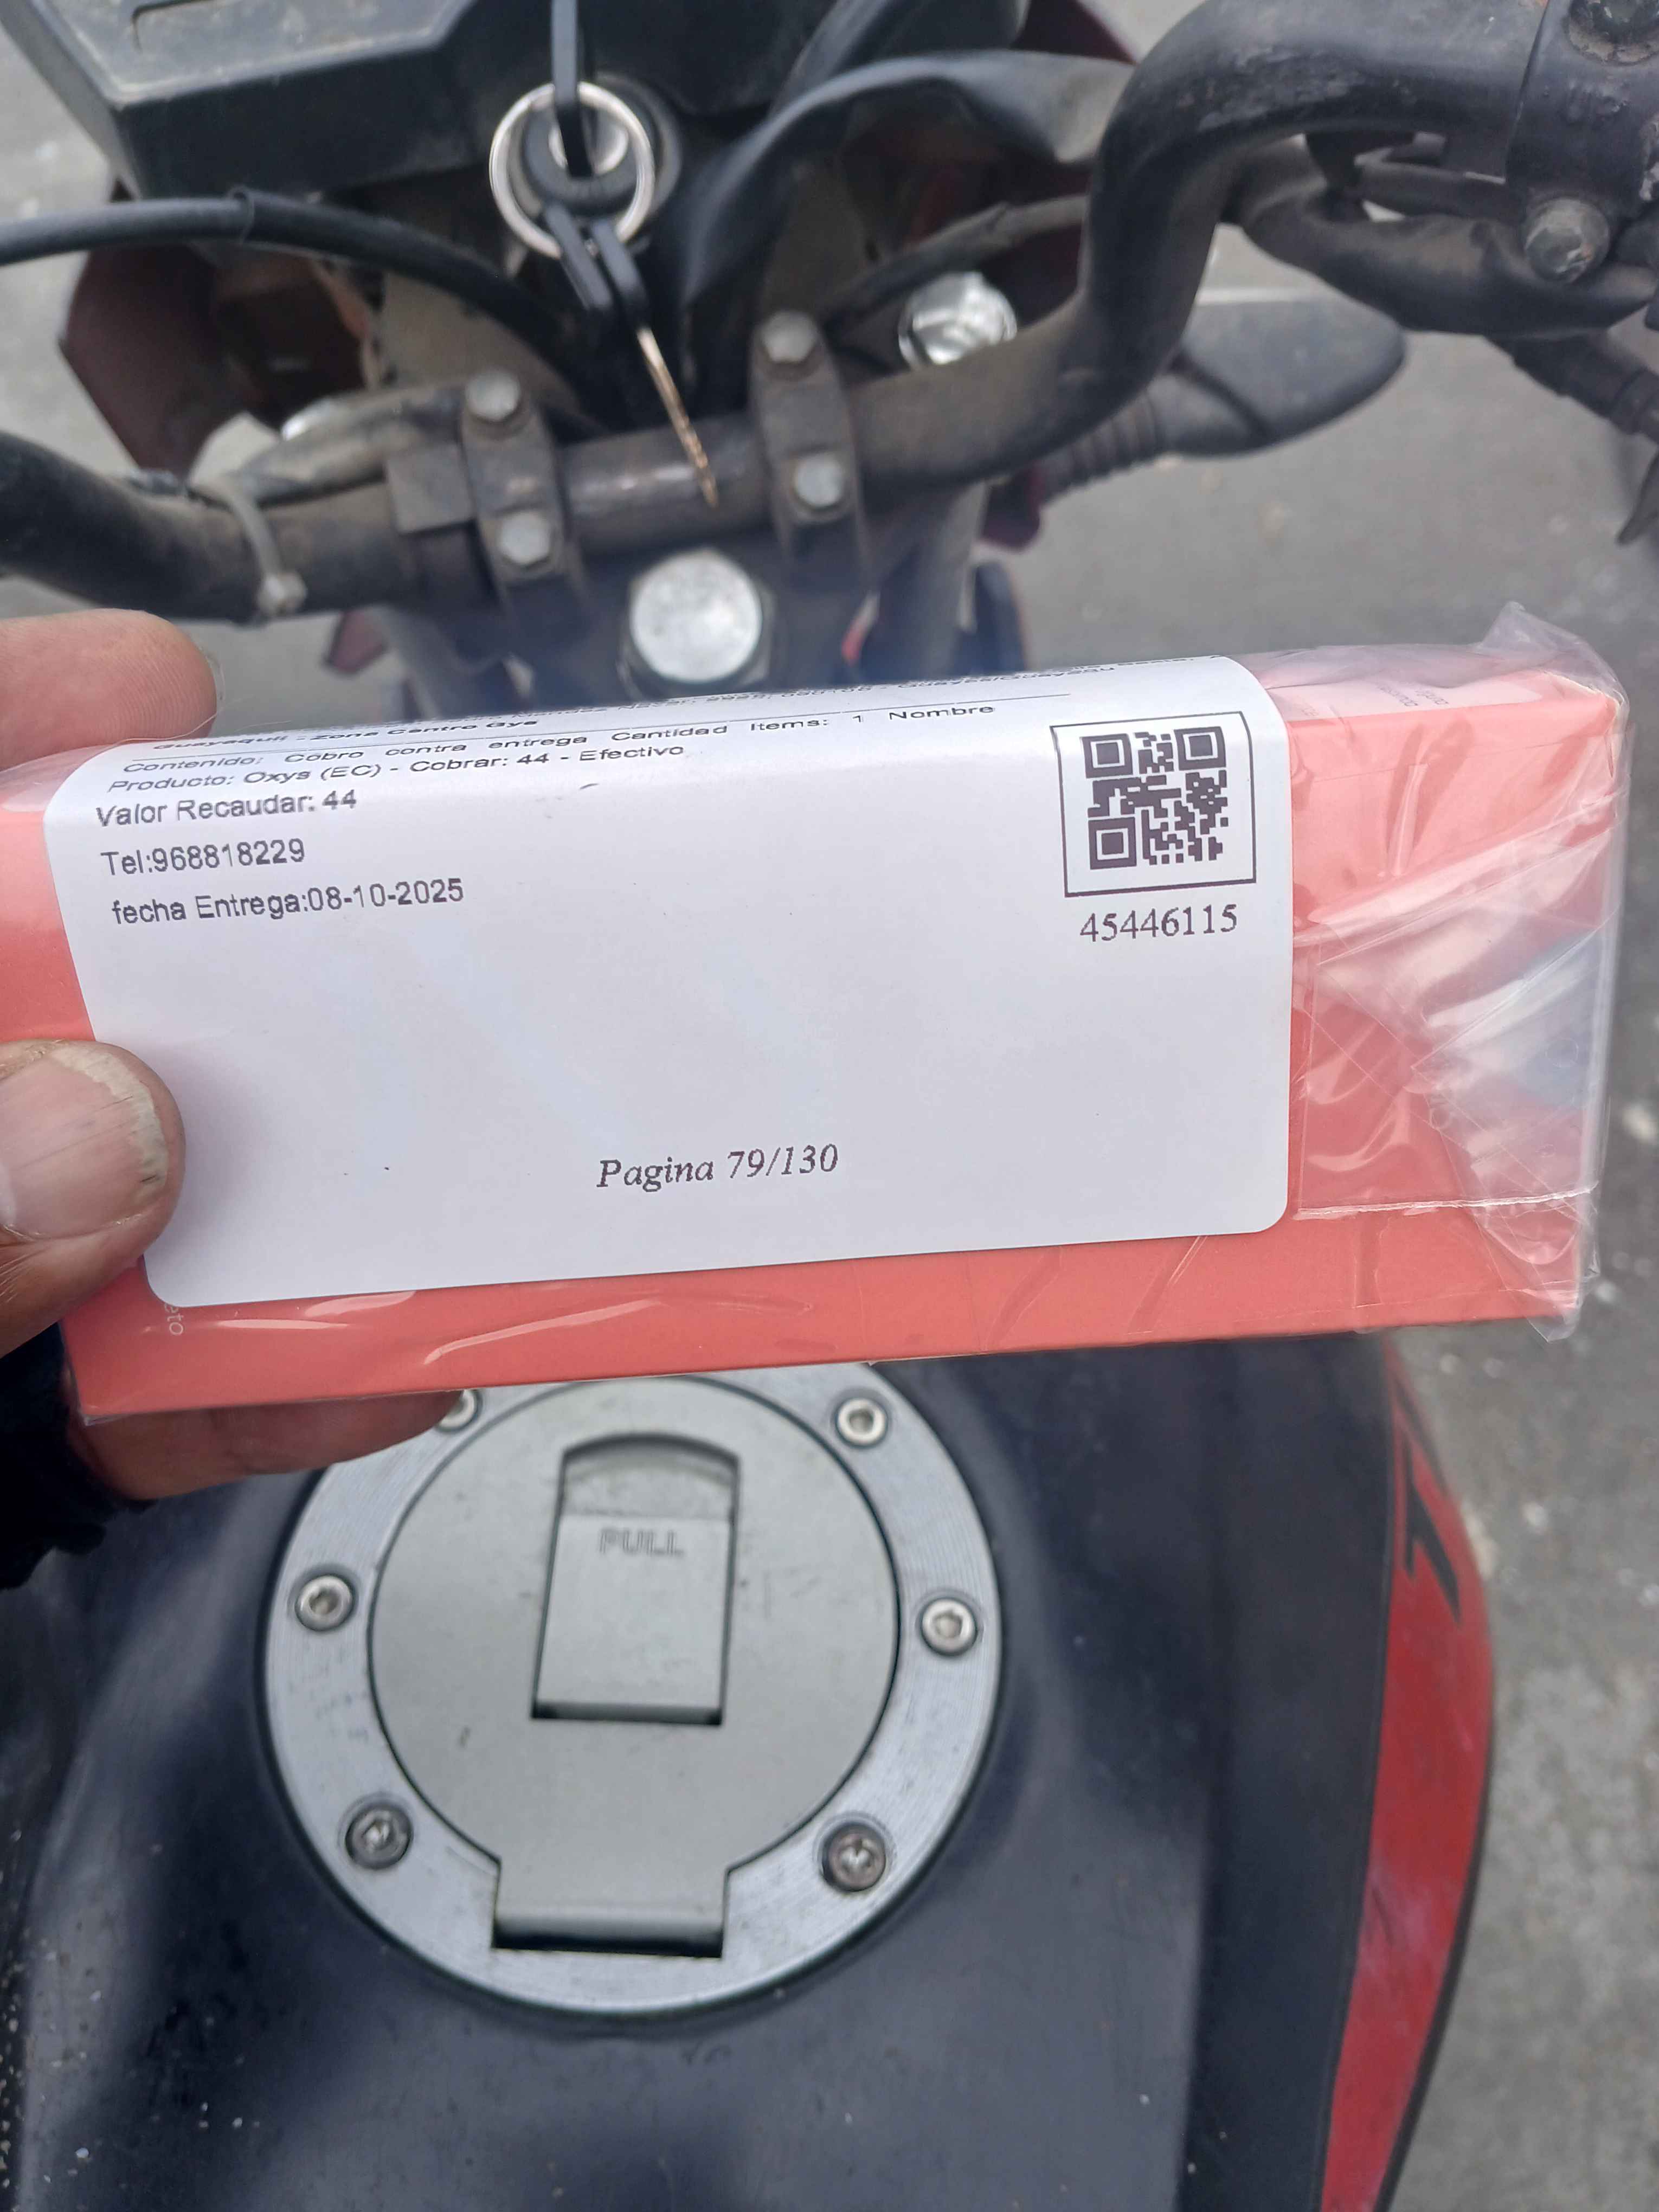 Guayaquil - Zona Centro Gye
Contenido: Cobro contra entrega Cantidad Items: 1 Nombre
Producto: Oxys (EC) - Cobrar: 44 - Efectivo
Valor Recaudar: 44
Tel:968818229
fecha Entrega:08-10-2025
45446115
Pagina 79/130
eto
PULL